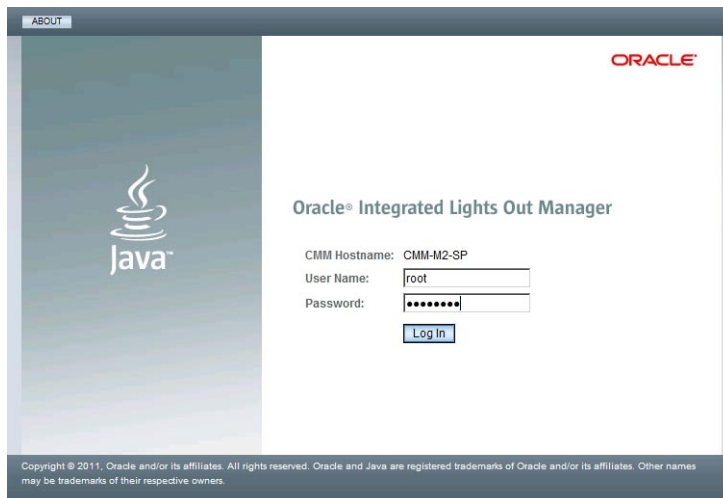 ABOUT
ORACLE®
Java™
Oracle® Integrated Lights Out Manager
CMM Hostname: CMM-M2-SP
User Name: root
Password: ●●●●●●●●
Log In
Copyright © 2011, Oracle and/or its affiliates. All rights reserved. Oracle and Java are registered trademarks of Oracle and/or its affiliates. Other names
may be trademarks of their respective owners.